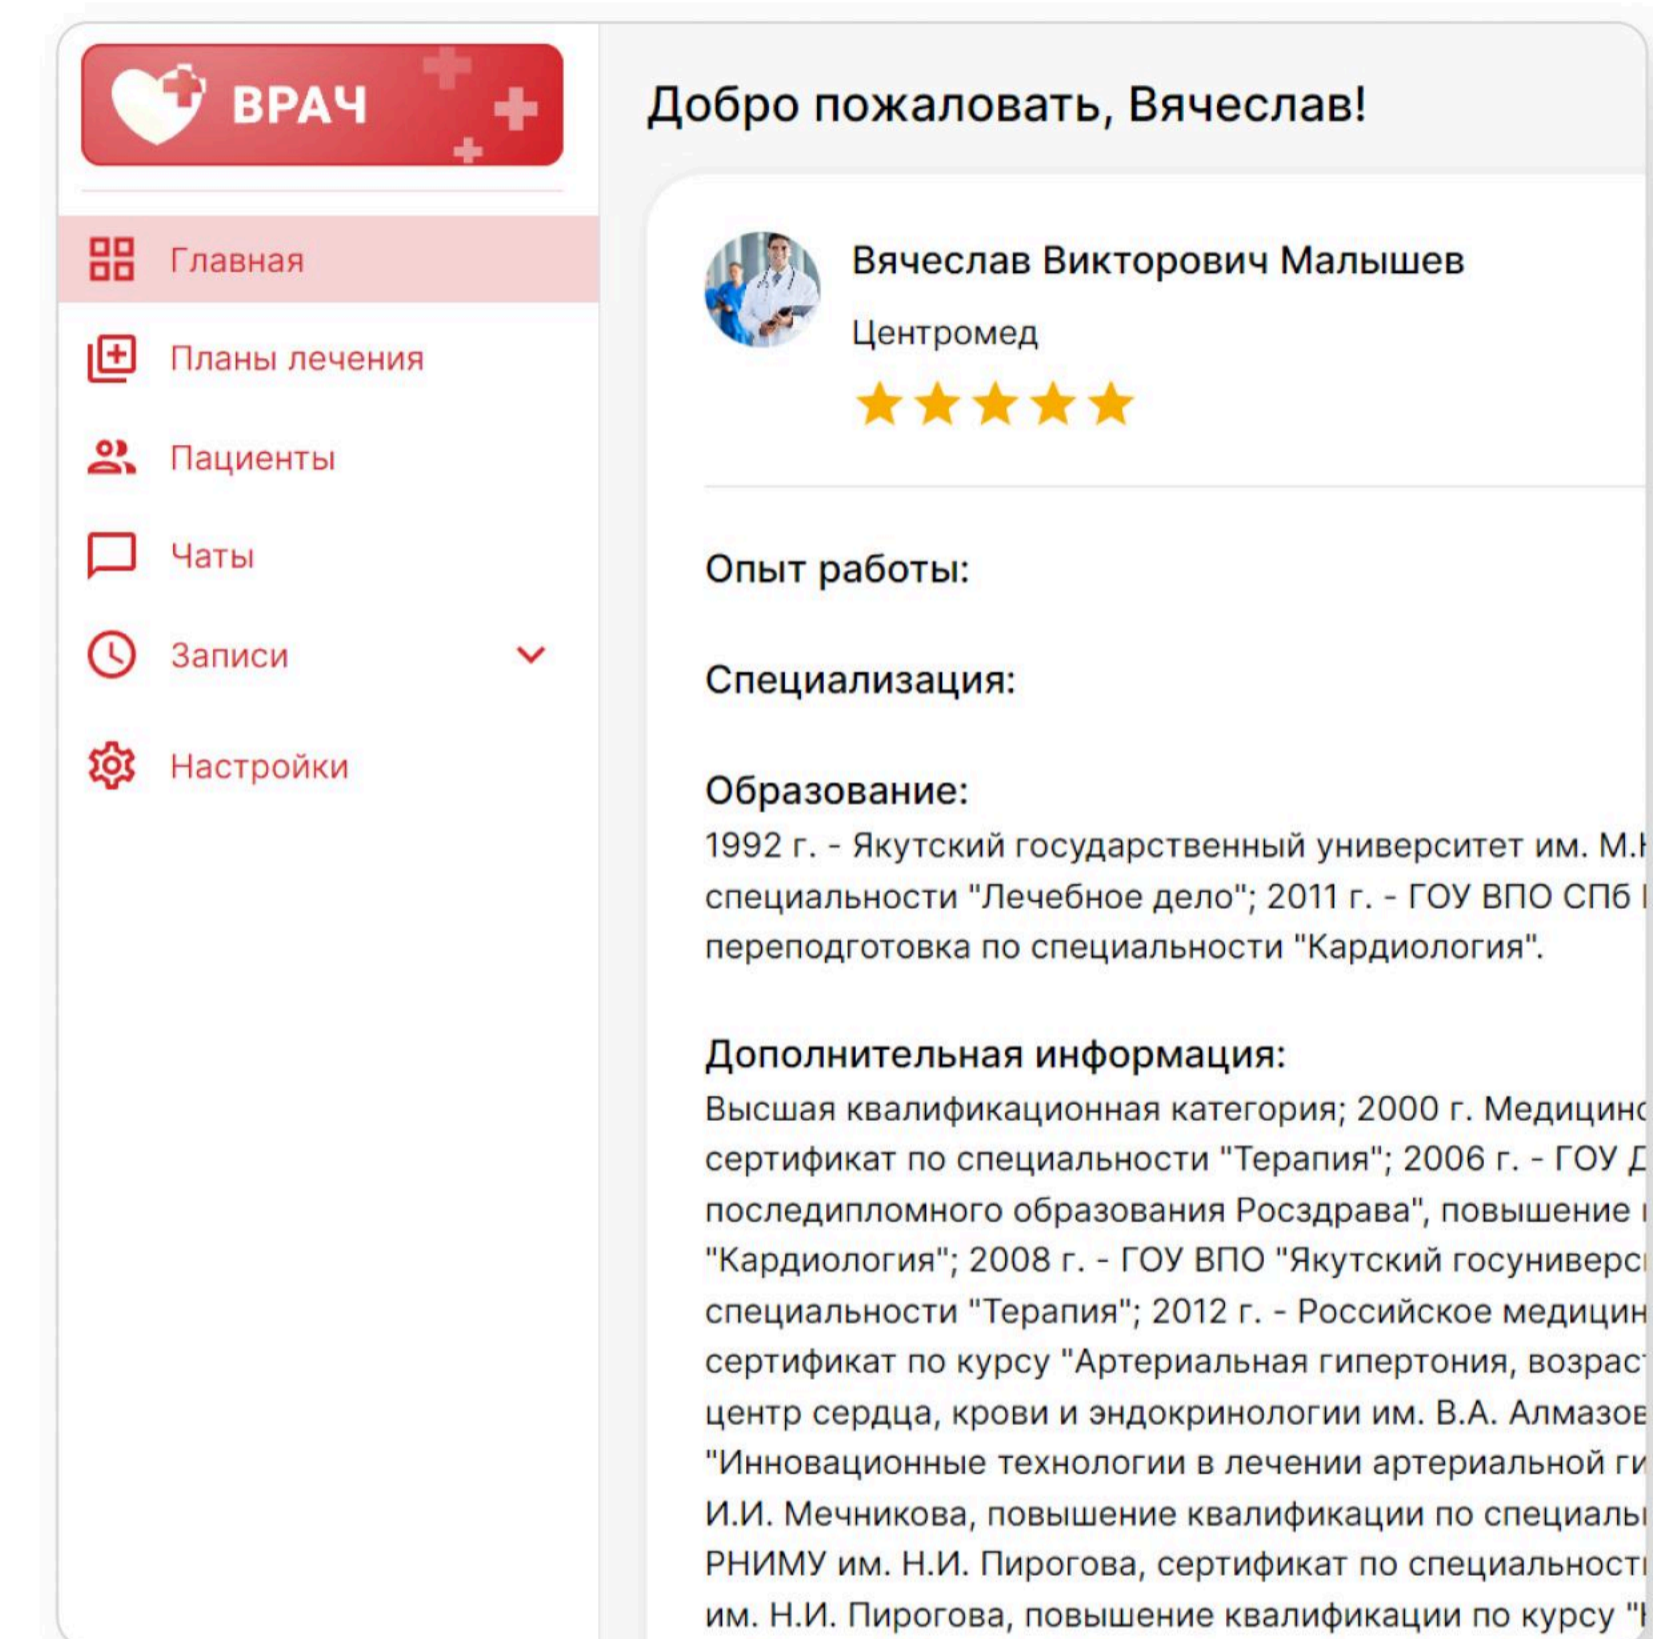 ВРАЧ
Главная
Планы лечения
Пациенты
Чаты
Записи
Настройки
Добро пожаловать, Вячеслав!
Вячеслав Викторович Малышев
Центромед
Опыт работы:
Специализация:
Образование:
1992 г. - Якутский государственный университет им. М.
специальности "Лечебное дело"; 2011 г. - ГОУ ВПО СПб
переподготовка по специальности "Кардиология".
Дополнительная информация:
Высшая квалификационная категория; 2000 г.
сертификат по специальности "Терапия"; 2006 г. - ГОУ
последипломного образования Росздрава", повышение
"Кардиология"; 2008 г. - ГОУ ВПО "Якутский
специальности "Терапия"; 2012 г. - Российское
сертификат по курсу "Артериальная гипертония,
центр сердца, крови и эндокринологии им. В.А.
"Инновационные технологии в лечении артериальной
И.И. Мечникова, повышение квалификации по
РНИМУ им. Н.И. Пирогова, сертификат по
им. Н.И. Пирогова, повышение квалификации по курсу